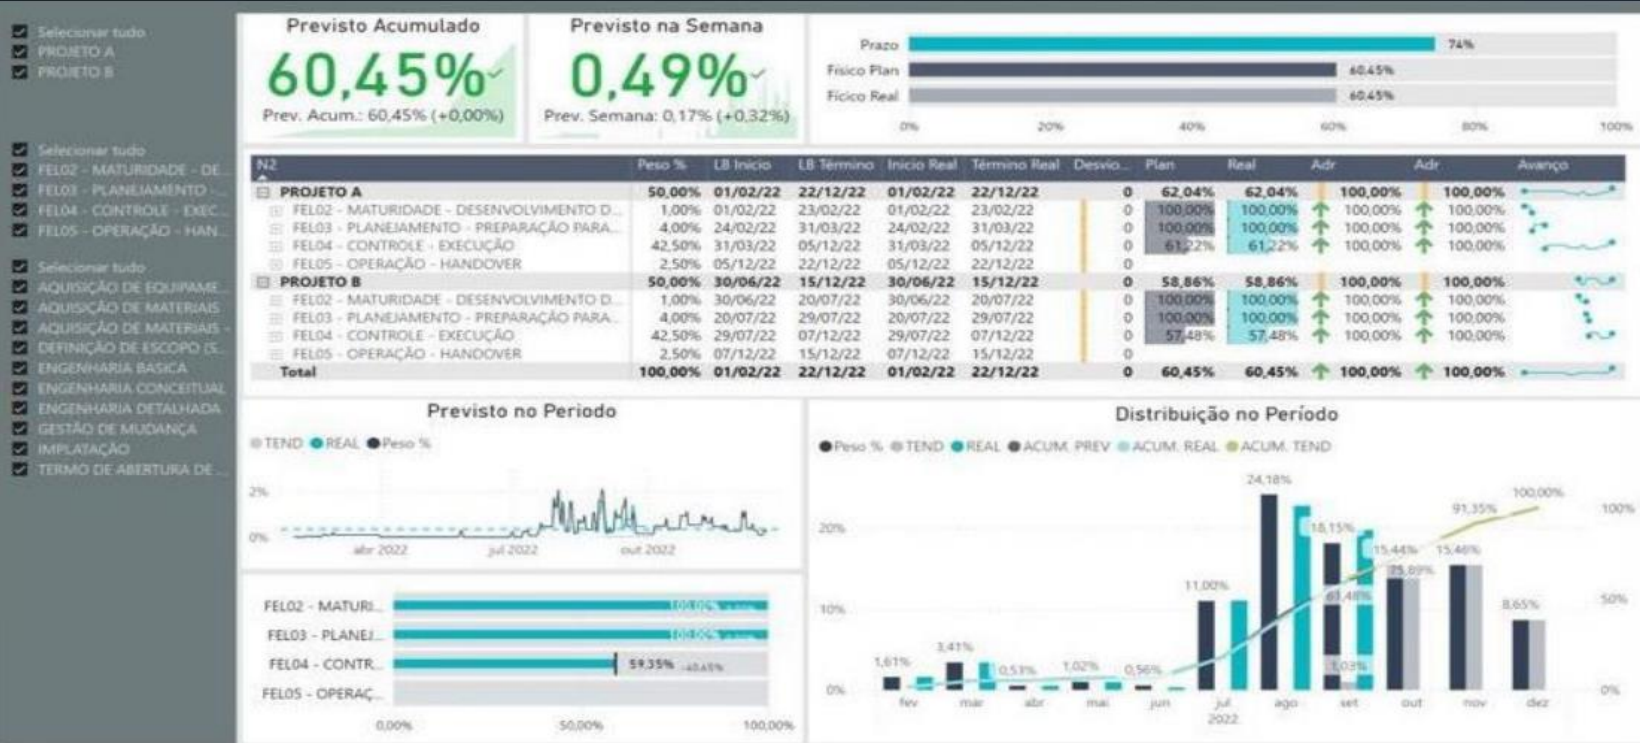 Selecionar tudo
PROJETO A
PROJETO B
Selecionar tudo
FEL02 - MATURIDADE - DE...
FEL03 - PLANEJAMENTO -...
FEL04 - CONTROLE - EXEC...
FEL05 - OPERAÇÃO - HAN...
Selecionar tudo
AQUISIÇÃO DE EQUIPAME...
AQUISIÇÃO DE MATERIAIS
AQUISIÇÃO DE MATERIAIS -
DEFINIÇÃO DE ESCOPO (S...
ENGENHARIA BASICA
ENGENHARIA CONCEITUAL
ENGENHARIA DETALHADA
GESTÃO DE MUDANÇA
IMPLATAÇÃO
TERMO DE ABERTURA DE ...
Previsto Acumulado
60,45%
Prev. Acum.: 60,45% (+0,00%)
Previsto na Semana
0,49%
Prev. Semana: 0,17% (+0,32%)
Prazo 74%
Físico Plan 60.45%
Fícico Real 60.45%
0% 20% 40% 60% 80% 100%
N2 Peso % LB Inicio LB Término Inicio Real Término Real Desvio... Plan Real Adr Adr Avanço
PROJETO A 50,00% 01/02/22 22/12/22 01/02/22 22/12/22 0 62,04% 62,04% 100,00% 100,00%
FEL02 - MATURIDADE - DESENVOLVIMENTO D... 1,00% 01/02/22 23/02/22 01/02/22 23/02/22 0 100,00% 100,00% 100,00% 100,00%
FEL03 - PLANEJAMENTO - PREPARAÇÃO PARA... 4,00% 24/02/22 31/03/22 24/02/22 31/03/22 0 100,00% 100,00% 100,00% 100,00%
FEL04 - CONTROLE - EXECUÇÃO 42,50% 31/03/22 05/12/22 31/03/22 05/12/22 0 61,22% 61,22% 100,00% 100,00%
FEL05 - OPERAÇÃO - HANDOVER 2,50% 05/12/22 22/12/22 05/12/22 22/12/22 0
PROJETO B 50,00% 30/06/22 15/12/22 30/06/22 15/12/22 0 58,86% 58,86% 100,00% 100,00%
FEL02 - MATURIDADE - DESENVOLVIMENTO D... 1,00% 30/06/22 20/07/22 30/06/22 20/07/22 0 100,00% 100,00% 100,00% 100,00%
FEL03 - PLANEJAMENTO - PREPARAÇÃO PARA... 4,00% 20/07/22 29/07/22 20/07/22 29/07/22 0 100,00% 100,00% 100,00% 100,00%
FEL04 - CONTROLE - EXECUÇÃO 42,50% 29/07/22 07/12/22 29/07/22 07/12/22 0 57,48% 57,48% 100,00% 100,00%
FEL05 - OPERAÇÃO - HANDOVER 2,50% 07/12/22 15/12/22 07/12/22 15/12/22 0
Total 100,00% 01/02/22 22/12/22 01/02/22 22/12/22 0 60,45% 60,45% 100,00% 100,00%
Previsto no Periodo
TEND REAL Peso %
2%
0%
abr 2022 jul 2022 out 2022
FEL02 - MATURI... 100,00%
FEL03 - PLANEJ... 100,00%
FEL04 - CONTR... 59,35% -40,65%
FEL05 - OPERAÇ...
0,00% 50,00% 100,00%
Distribuição no Período
Peso % TEND REAL ACUM. PREV ACUM. REAL ACUM. TEND
24,18%
100,00%
91,35%
100%
20%
18,15%
15,44% 15,46%
75,89%
11,00%
10%
61,48%
50%
8,65%
3,41%
1,61% 0,53% 1,02% 0,56% 1,03%
0% 0%
fev mar abr mai jun jul ago set out nov dez
2022